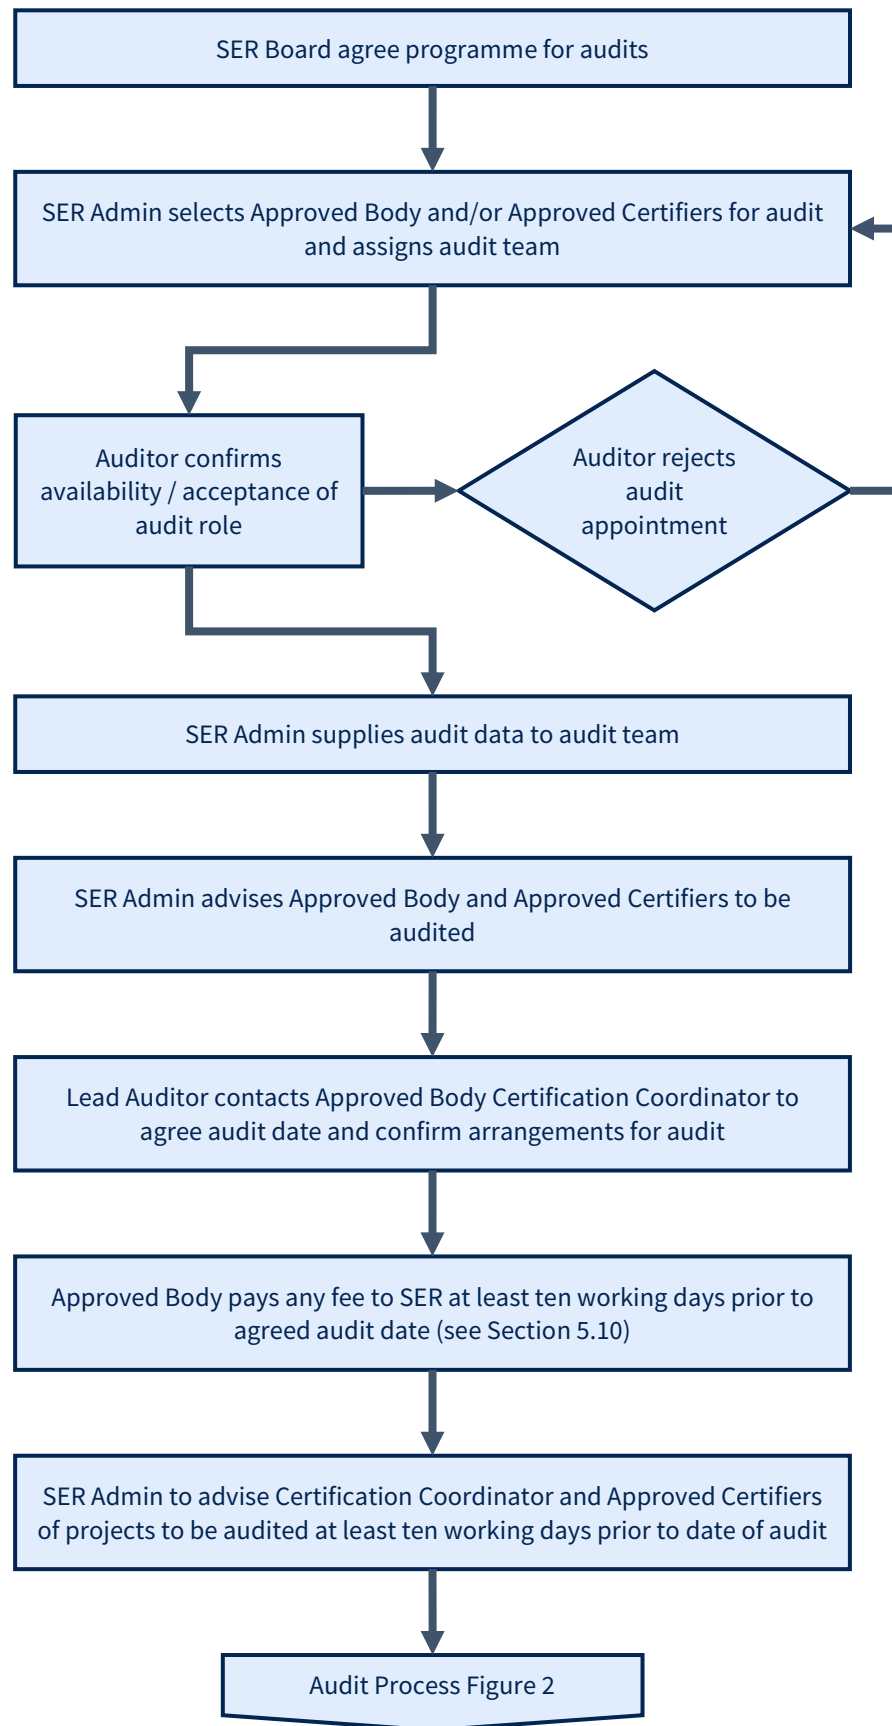 SER Board agree programme for audits
SER Admin selects Approved Body and/or Approved Certifiers for audit
and assigns audit team
Auditor confirms
availability / acceptance of
audit role
Auditor rejects
audit
appointment
SER Admin supplies audit data to audit team
SER Admin advises Approved Body and Approved Certifiers to be
audited
Lead Auditor contacts Approved Body Certification Coordinator to
agree audit date and confirm arrangements for audit
Approved Body pays any fee to SER at least ten working days prior to
agreed audit date (see Section 5.10)
SER Admin to advise Certification Coordinator and Approved Certifiers
of projects to be audited at least ten working days prior to date of audit
Audit Process Figure 2